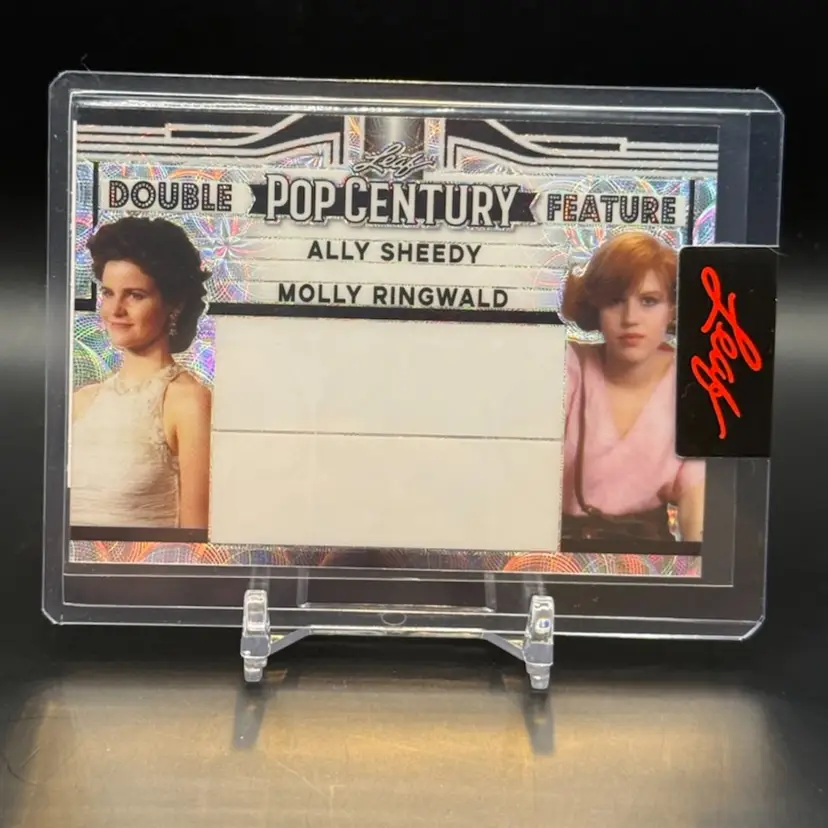 Leaf
DOUBLE POP CENTURY FEATURE
ALLY SHEEDY
MOLLY RINGWALD
Leaf